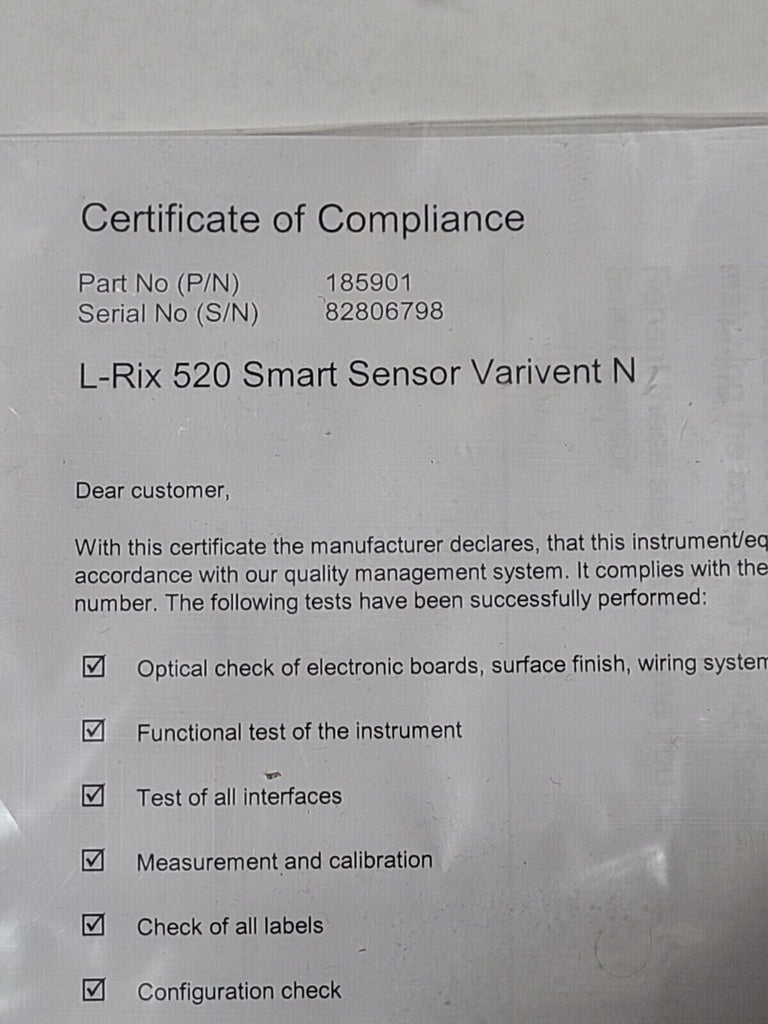 Certificate of Compliance
Part No (P/N) 185901
Serial No (S/N) 82806798
L-Rix 520 Smart Sensor Varivent N
Dear customer,
With this certificate the manufacturer declares, that this instrument/eq
accordance with our quality management system. It complies with the
number. The following tests have been successfully performed:
☑ Optical check of electronic boards, surface finish, wiring system
☑ Functional test of the instrument
☑ Test of all interfaces
☑ Measurement and calibration
☑ Check of all labels
☑ Configuration check